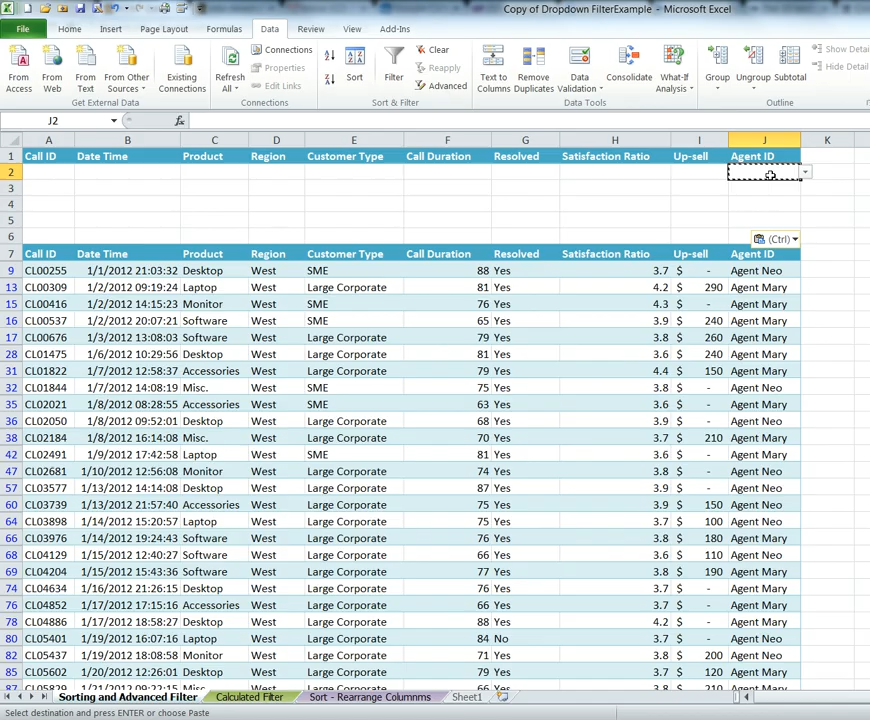 Copy of Dropdown FilterExample - Microsoft Excel
File Home Insert Page Layout Formulas Data Review View Add-Ins
From Access From Web From Text From Other Sources Existing Connections Refresh All Connections Properties Edit Links Sort Filter Clear Reapply Advanced Text to Columns Remove Duplicates Data Validation Consolidate What-If Analysis Group Ungroup Subtotal Show Detai Hide Detail
Get External Data Connections Sort & Filter Data Tools Outline
J2 fx
A B C D E F G H I J K
1 Call ID Date Time Product Region Customer Type Call Duration Resolved Satisfaction Ratio Up-sell Agent ID
2
3
4
5
6 (Ctrl)
7 Call ID Date Time Product Region Customer Type Call Duration Resolved Satisfaction Ratio Up-sell Agent ID
9 CL00255 1/1/2012 21:03:32 Desktop West SME 88 Yes 3.7 $ - Agent Neo
13 CL00309 1/2/2012 09:19:24 Laptop West Large Corporate 81 Yes 4.2 $ 290 Agent Mary
15 CL00416 1/2/2012 14:15:23 Monitor West SME 76 Yes 4.3 $ - Agent Mary
16 CL00537 1/2/2012 20:07:21 Software West SME 65 Yes 3.9 $ 240 Agent Mary
17 CL00676 1/3/2012 13:08:03 Software West Large Corporate 79 Yes 3.8 $ 260 Agent Mary
28 CL01475 1/6/2012 10:29:56 Desktop West Large Corporate 81 Yes 3.6 $ 240 Agent Mary
31 CL01822 1/7/2012 12:58:37 Accessories West Large Corporate 79 Yes 4.4 $ 150 Agent Mary
32 CL01844 1/7/2012 14:08:19 Misc. West SME 75 Yes 3.8 $ - Agent Neo
35 CL02021 1/8/2012 08:28:55 Accessories West SME 63 Yes 3.6 $ - Agent Mary
36 CL02050 1/8/2012 09:52:01 Desktop West Large Corporate 68 Yes 3.9 $ - Agent Neo
38 CL02184 1/8/2012 16:14:08 Misc. West Large Corporate 70 Yes 3.7 $ 210 Agent Mary
42 CL02491 1/9/2012 17:42:58 Laptop West SME 81 Yes 3.6 $ - Agent Mary
47 CL02681 1/10/2012 12:56:08 Monitor West Large Corporate 74 Yes 3.8 $ - Agent Neo
57 CL03577 1/13/2012 14:14:08 Desktop West Large Corporate 87 Yes 3.9 $ - Agent Neo
60 CL03739 1/13/2012 21:57:40 Accessories West Large Corporate 75 Yes 3.9 $ 150 Agent Neo
64 CL03898 1/14/2012 15:20:57 Laptop West Large Corporate 75 Yes 3.7 $ 100 Agent Neo
66 CL03976 1/14/2012 19:24:43 Software West Large Corporate 76 Yes 3.8 $ 180 Agent Mary
68 CL04129 1/15/2012 12:40:27 Software West Large Corporate 66 Yes 3.6 $ 110 Agent Neo
69 CL04204 1/15/2012 15:43:36 Software West Large Corporate 77 Yes 3.8 $ 190 Agent Mary
74 CL04634 1/16/2012 21:26:15 Desktop West Large Corporate 76 Yes 3.7 $ - Agent Mary
76 CL04852 1/17/2012 17:15:16 Accessories West Large Corporate 66 Yes 3.7 $ - Agent Mary
78 CL04886 1/17/2012 18:58:27 Desktop West Large Corporate 88 Yes 4.2 $ - Agent Mary
80 CL05401 1/19/2012 16:07:16 Laptop West Large Corporate 84 No 3.7 $ - Agent Neo
82 CL05437 1/19/2012 18:08:58 Monitor West Large Corporate 71 Yes 3.8 $ 200 Agent Mary
85 CL05602 1/20/2012 12:26:01 Desktop West Large Corporate 79 Yes 3.7 $ 120 Agent Mary
87 CL05829 1/21/2012 09:22:15 Misc. West Large Corporate 66 Yes 3.8 $ 210 Agent Mary
Sorting and Advanced Filter Calculated Filter Sort - Rearrange Columnms Sheet1
Select destination and press ENTER or choose Paste